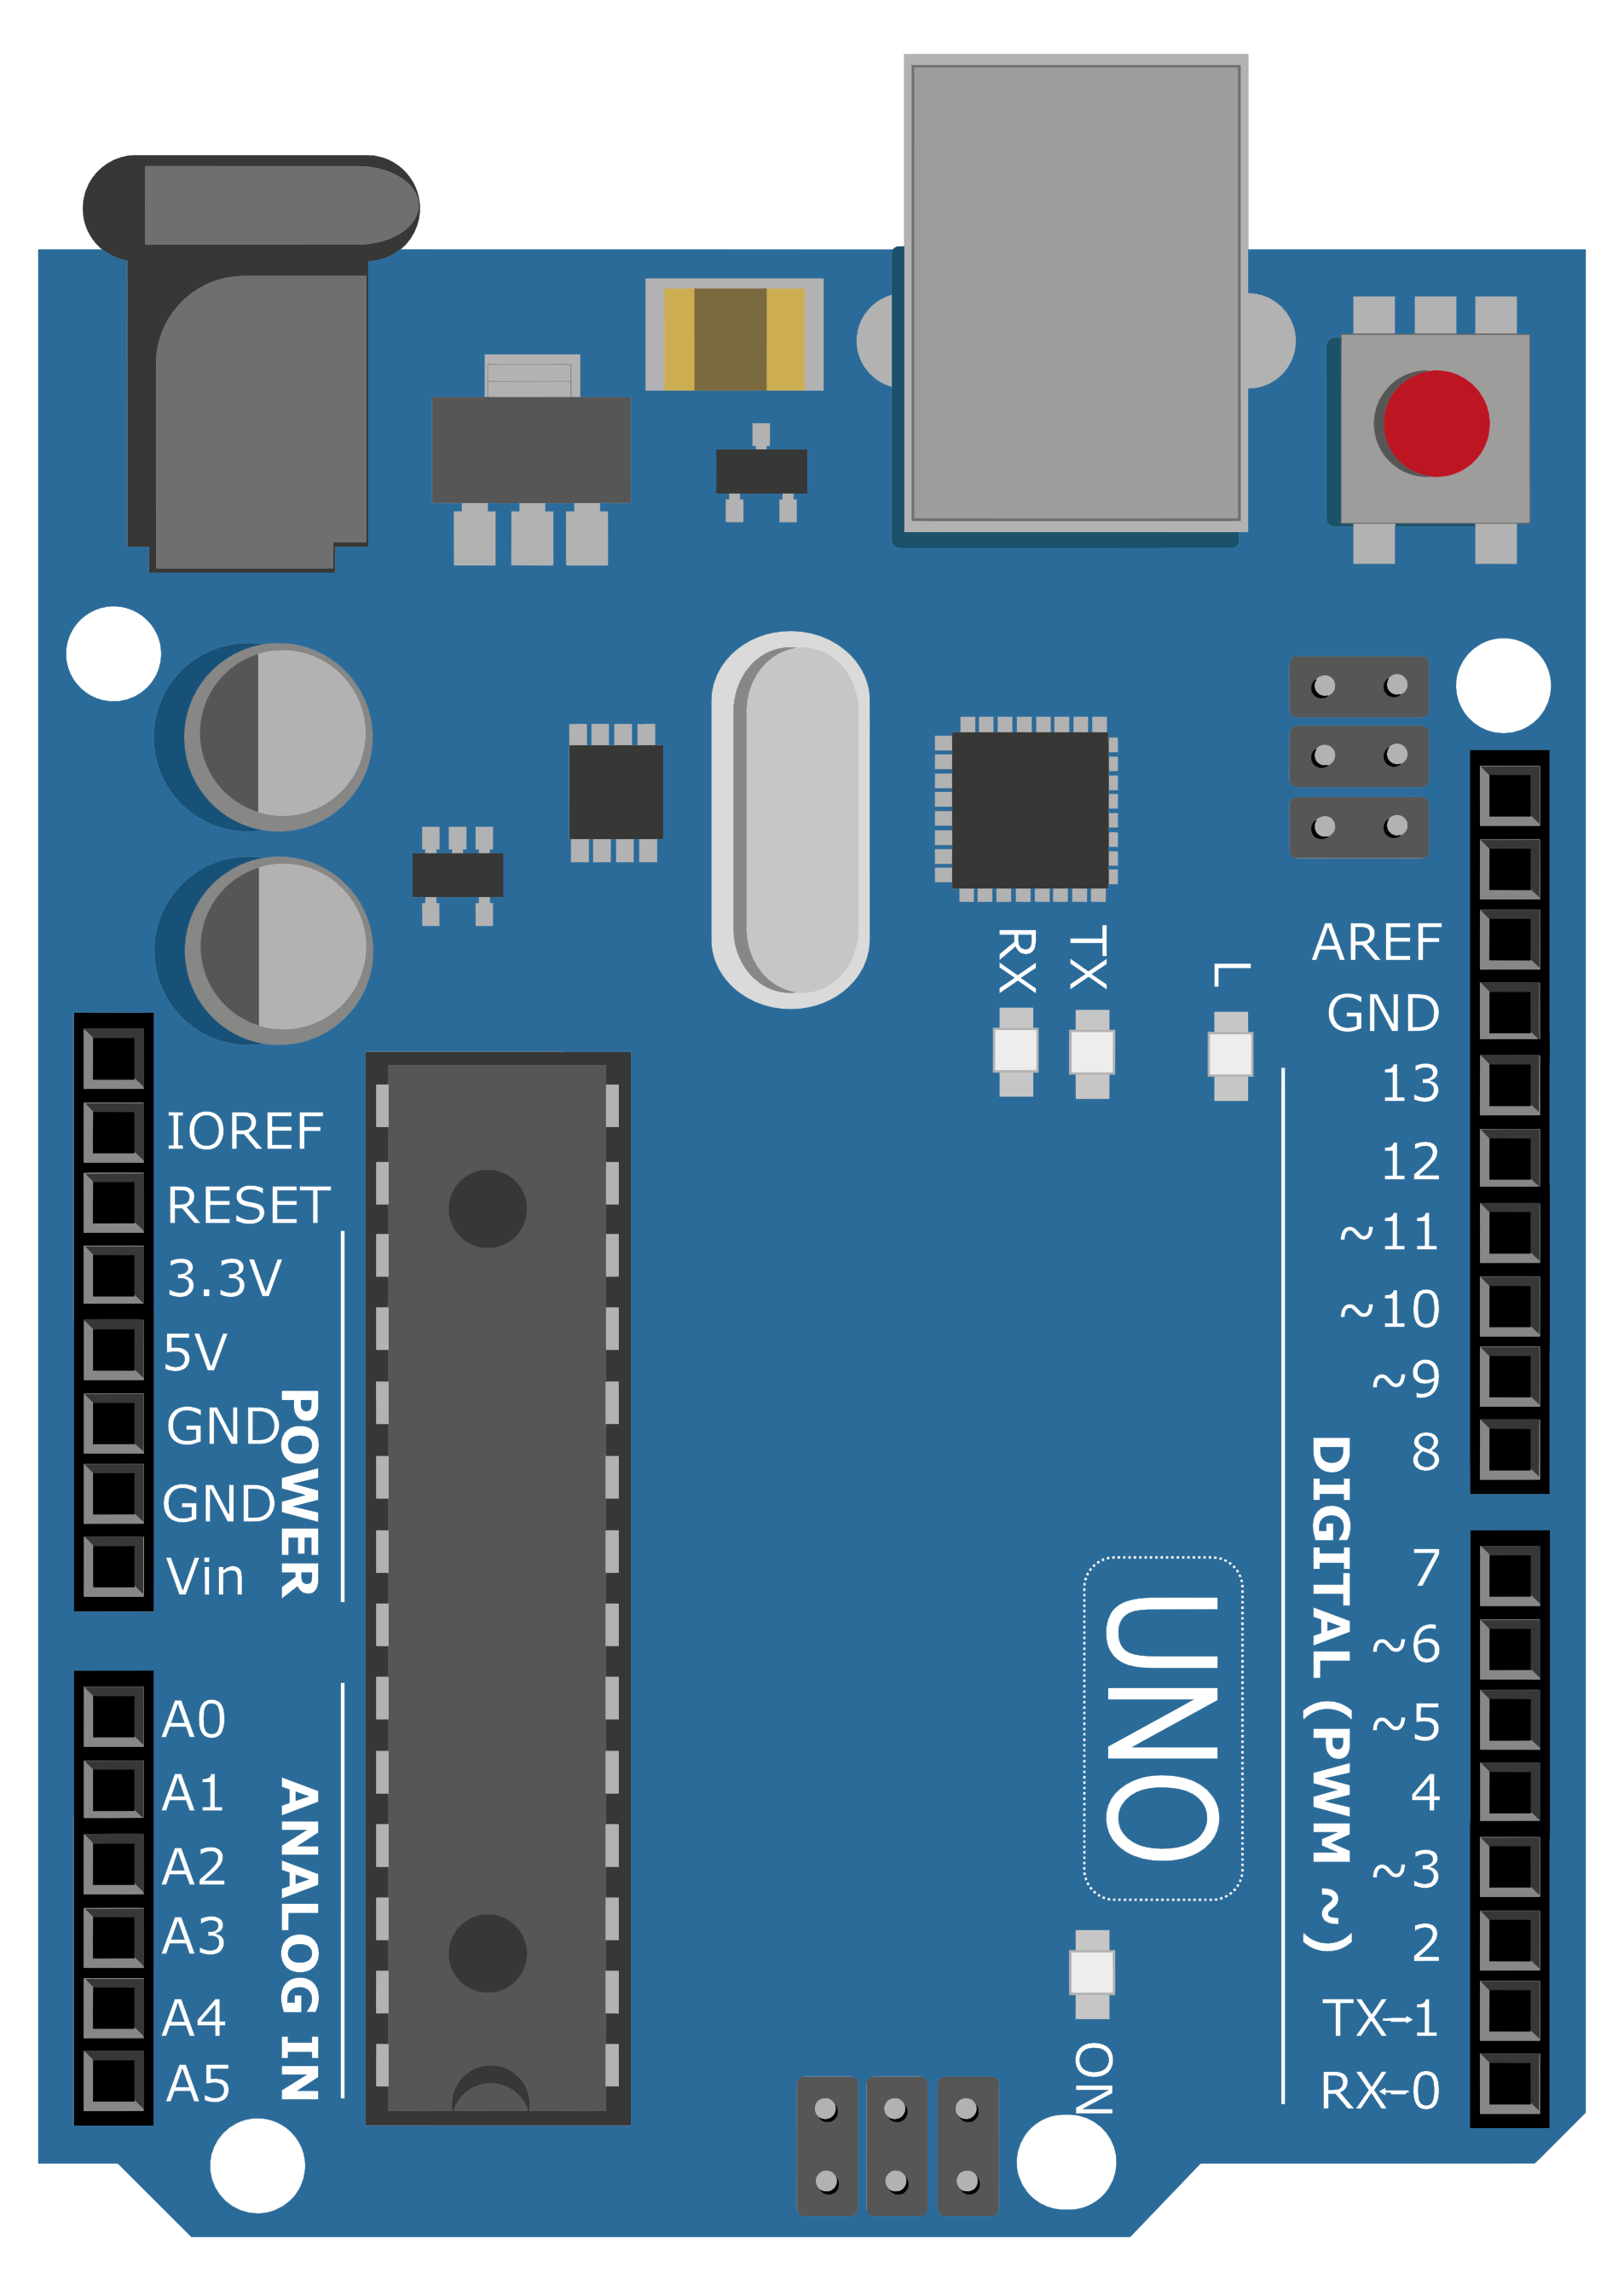 RX
TX
L
AREF
GND
13
12
~11
~10
~9
8
7
~6
~5
4
~3
2
TX→1
RX←0
DIGITAL (PWM ~)
IOREF
RESET
3.3V
5V
GND
GND
Vin
POWER
A0
A1
A2
A3
A4
A5
ANALOG IN
UNO
ON